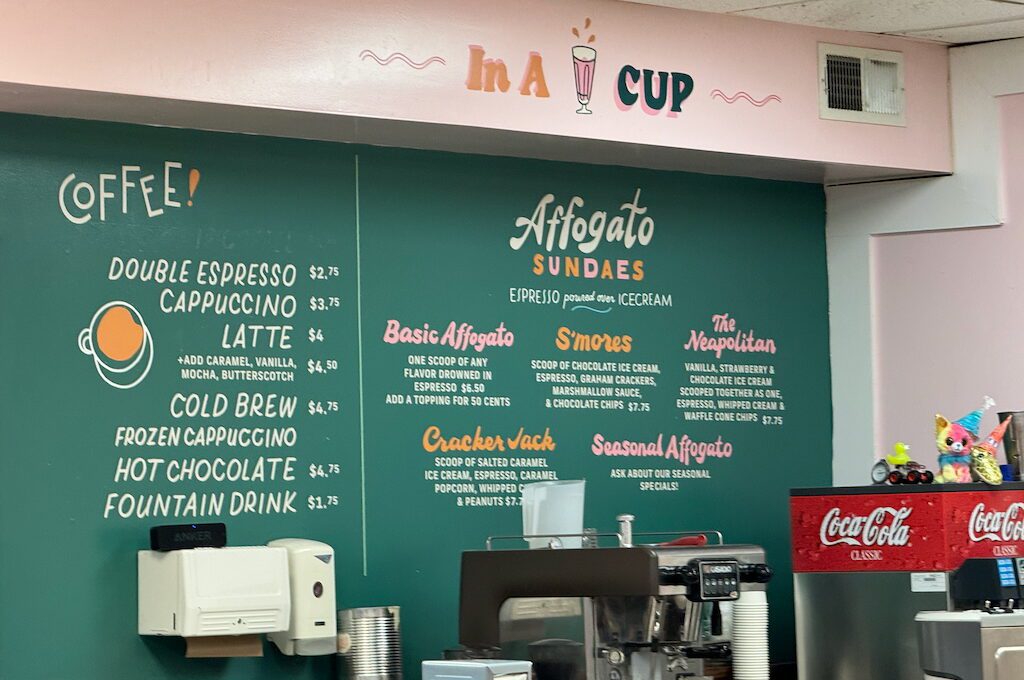 In A CUP
COFFEE!
DOUBLE ESPRESSO $2.75
CAPPUCCINO $3.75
LATTE $4
+ADD CARAMEL, VANILLA,
MOCHA, BUTTERSCOTCH $4.50
COLD BREW $4.75
FROZEN CAPPUCCINO
HOT CHOCOLATE $4.75
FOUNTAIN DRINK $1.75
Affogato
SUNDAES
ESPRESSO poured over ICECREAM
Basic Affogato
ONE SCOOP OF ANY
FLAVOR DROWNED IN
ESPRESSO $6.50
ADD A TOPPING FOR 50 CENTS
S'mores
SCOOP OF CHOCOLATE ICE CREAM,
ESPRESSO, GRAHAM CRACKERS,
MARSHMALLOW SAUCE,
& CHOCOLATE CHIPS $7.75
The
Neapolitan
VANILLA, STRAWBERRY &
CHOCOLATE ICE CREAM
SCOOPED TOGETHER AS ONE,
ESPRESSO, WHIPPED CREAM &
WAFFLE CONE CHIPS $7.75
Cracker Jack
SCOOP OF SALTED CARAMEL
ICE CREAM, ESPRESSO, CARAMEL
POPCORN, WHIPPED
& PEANUTS
Seasonal Affogato
ASK ABOUT OUR SEASONAL
SPECIALS!
ANKER
Coca-Cola
CLASSIC
Coca-Cola
CLASSIC